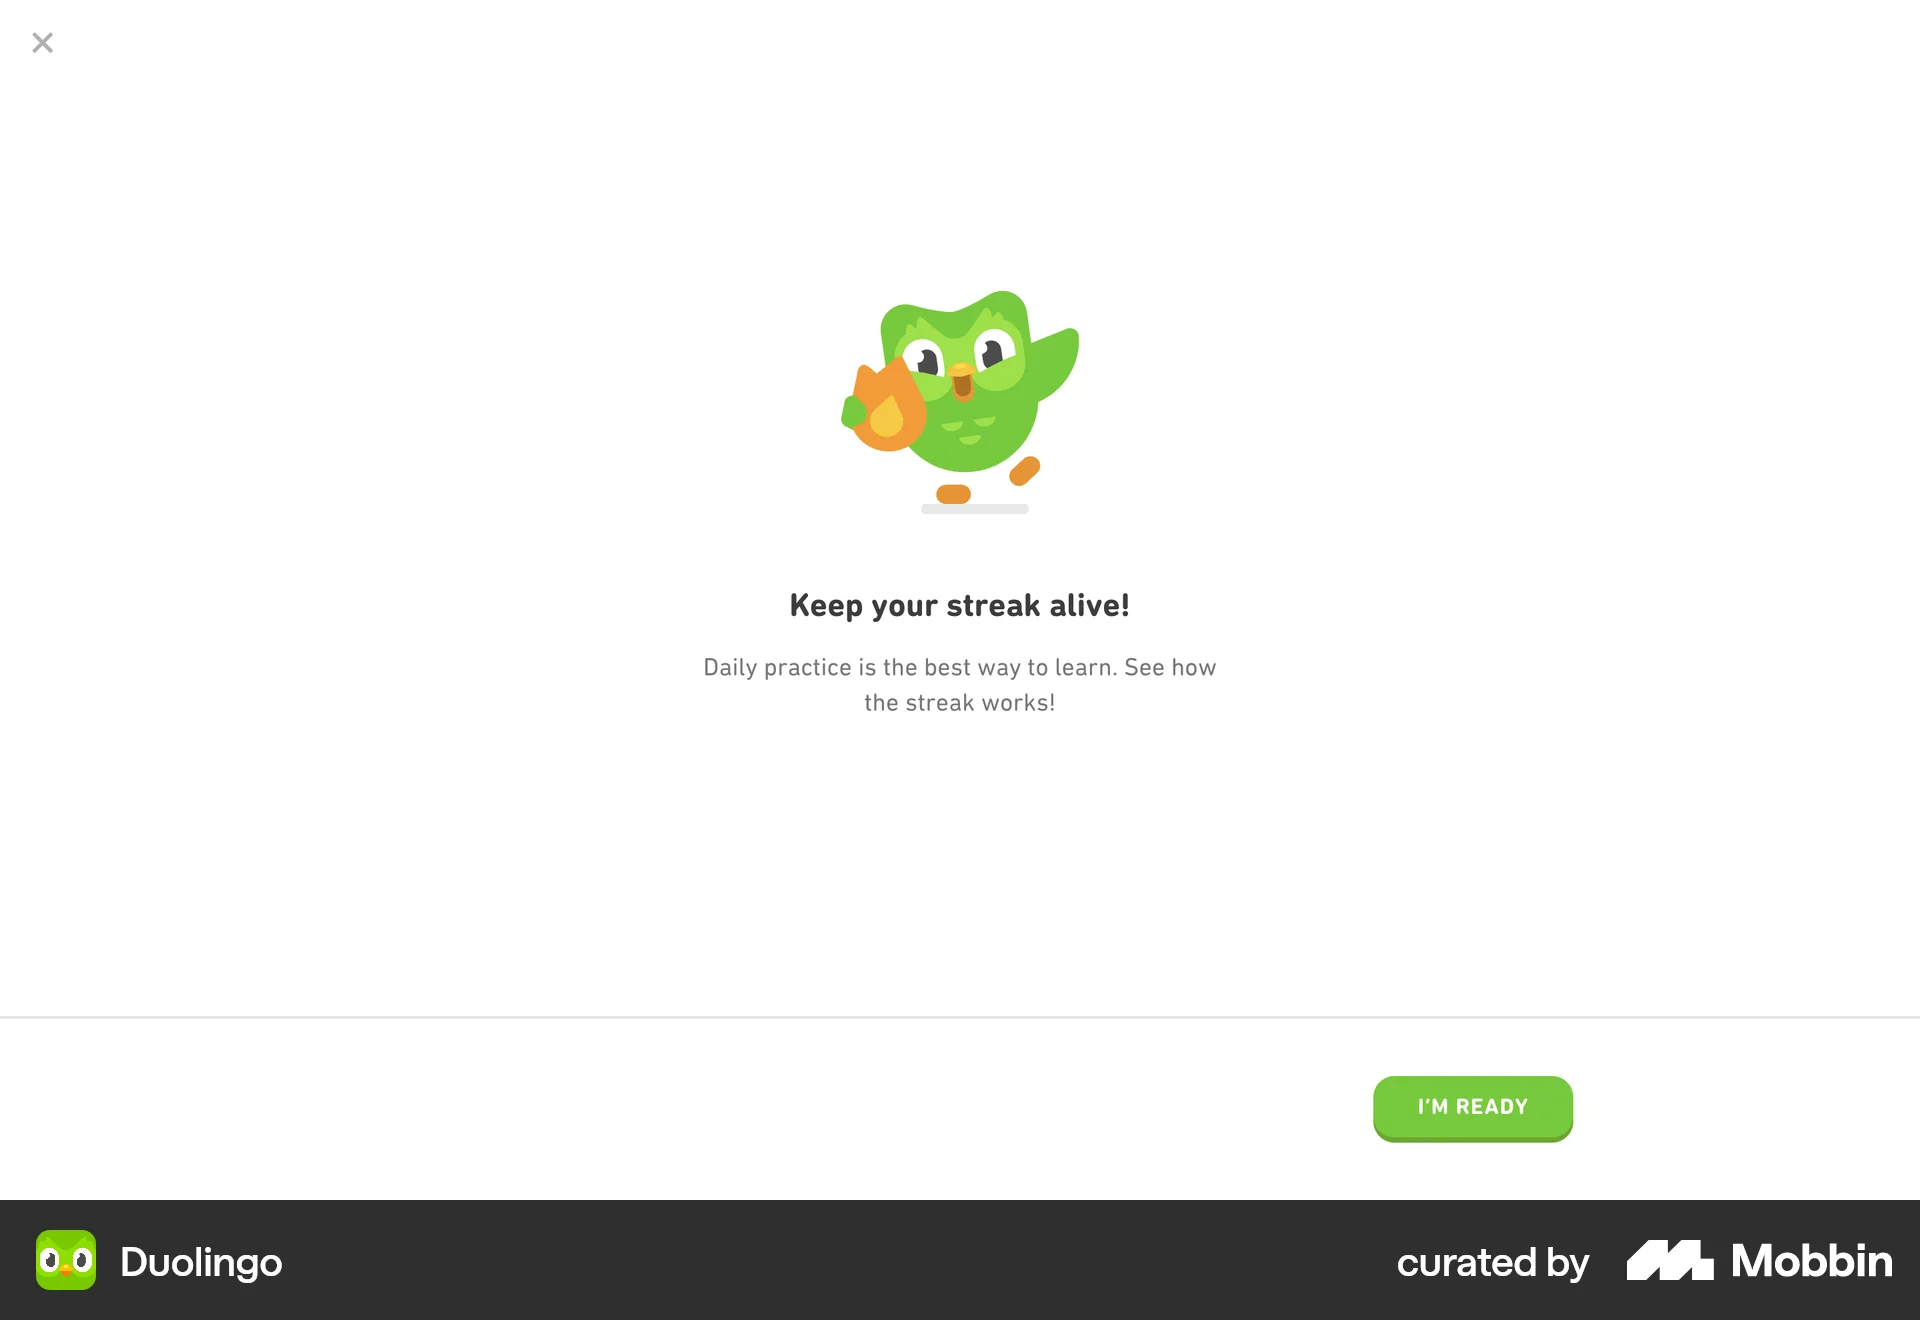 Keep your streak alive!
Daily practice is the best way to learn. See how
the streak works!
I'M READY
Duolingo
curated by Mobbin